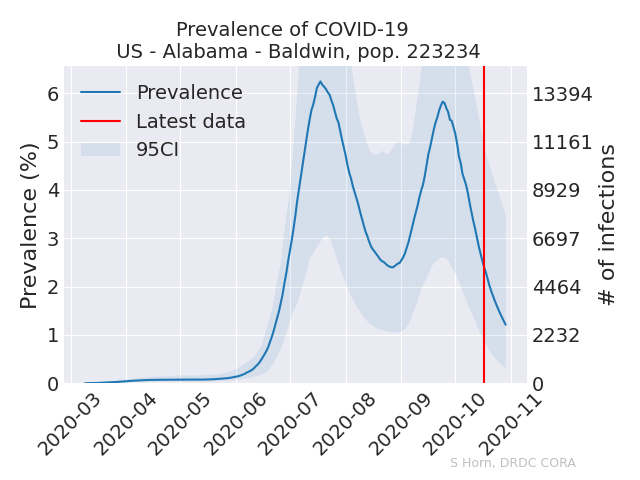 Prevalence of COVID-19
US - Alabama - Baldwin, pop. 223234
Prevalence
Latest data
95CI
Prevalence (%)
6
5
4
3
2
1
0
13394
11161
8929
6697
4464
2232
0
# of infections
2020-03
2020-04
2020-05
2020-06
2020-07
2020-08
2020-09
2020-10
2020-11
S Horn, DRDC CORA